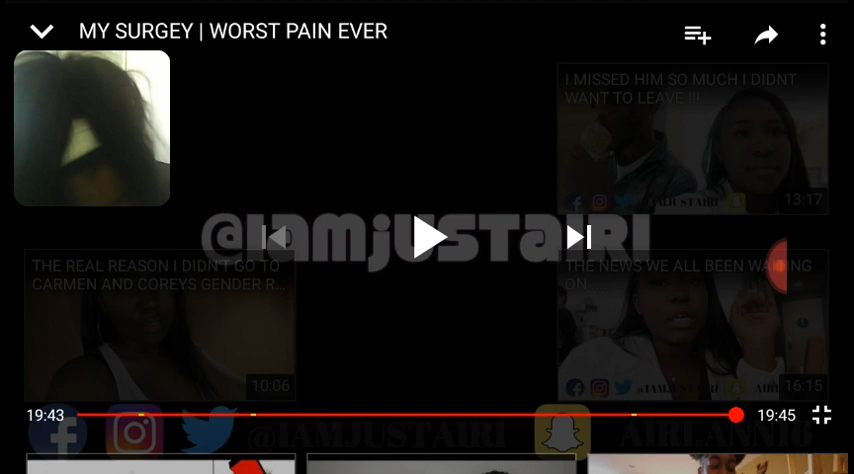 MY SURGEY | WORST PAIN EVER
I MISSED HIM SO MUCH I DIDNT
WANT TO LEAVE !!!
IAMJUSTAIRI
13:17
@IAMJUSTAIRI
THE REAL REASON I DIDN'T GO TO
CARMEN AND COREYS GENDER R...
10:06
THE NEWS WE ALL BEEN WAITING
ON
@IAMJUSTAIRI
16:15
19:43
19:45
@IAMJUSTAIRI